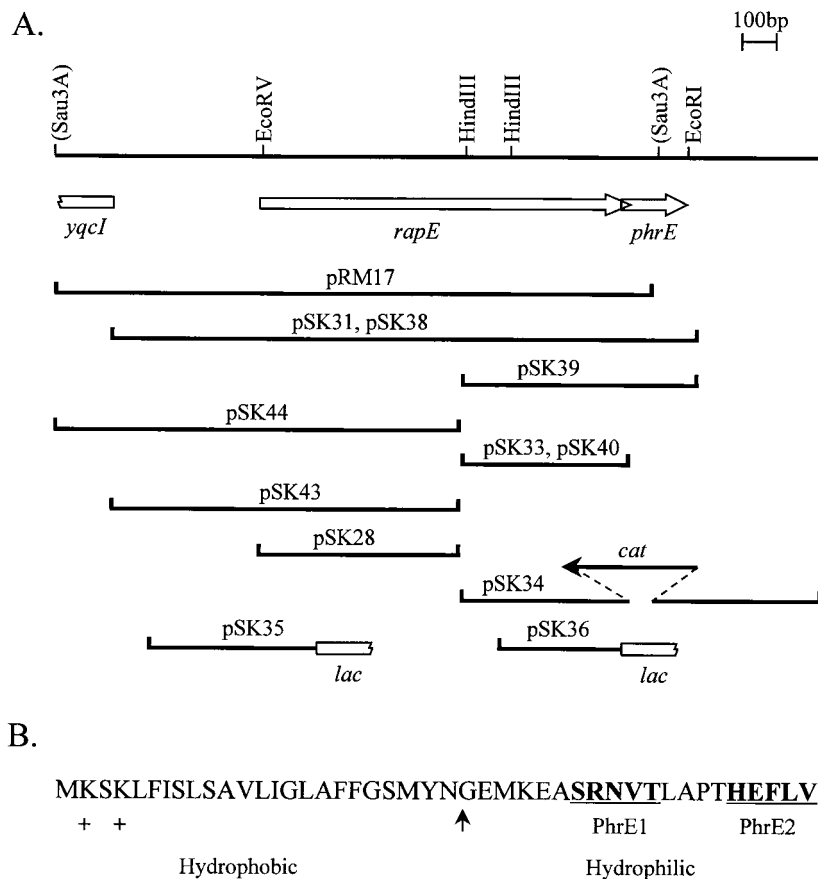 A.
100bp
(Sau3A)
EcoRV
HindIII
HindIII
(Sau3A)
EcoRI
yqcI
rapE
phrE
pRM17
pSK31, pSK38
pSK39
pSK44
pSK33, pSK40
pSK43
pSK28
cat
pSK34
pSK35
pSK36
lac
lac
B.
MKSKLFISLSAVLIGLAFFGSMYNGEMKEASRNVTLAPTHEFLV
+ +
PhrE1 PhrE2
Hydrophobic Hydrophilic